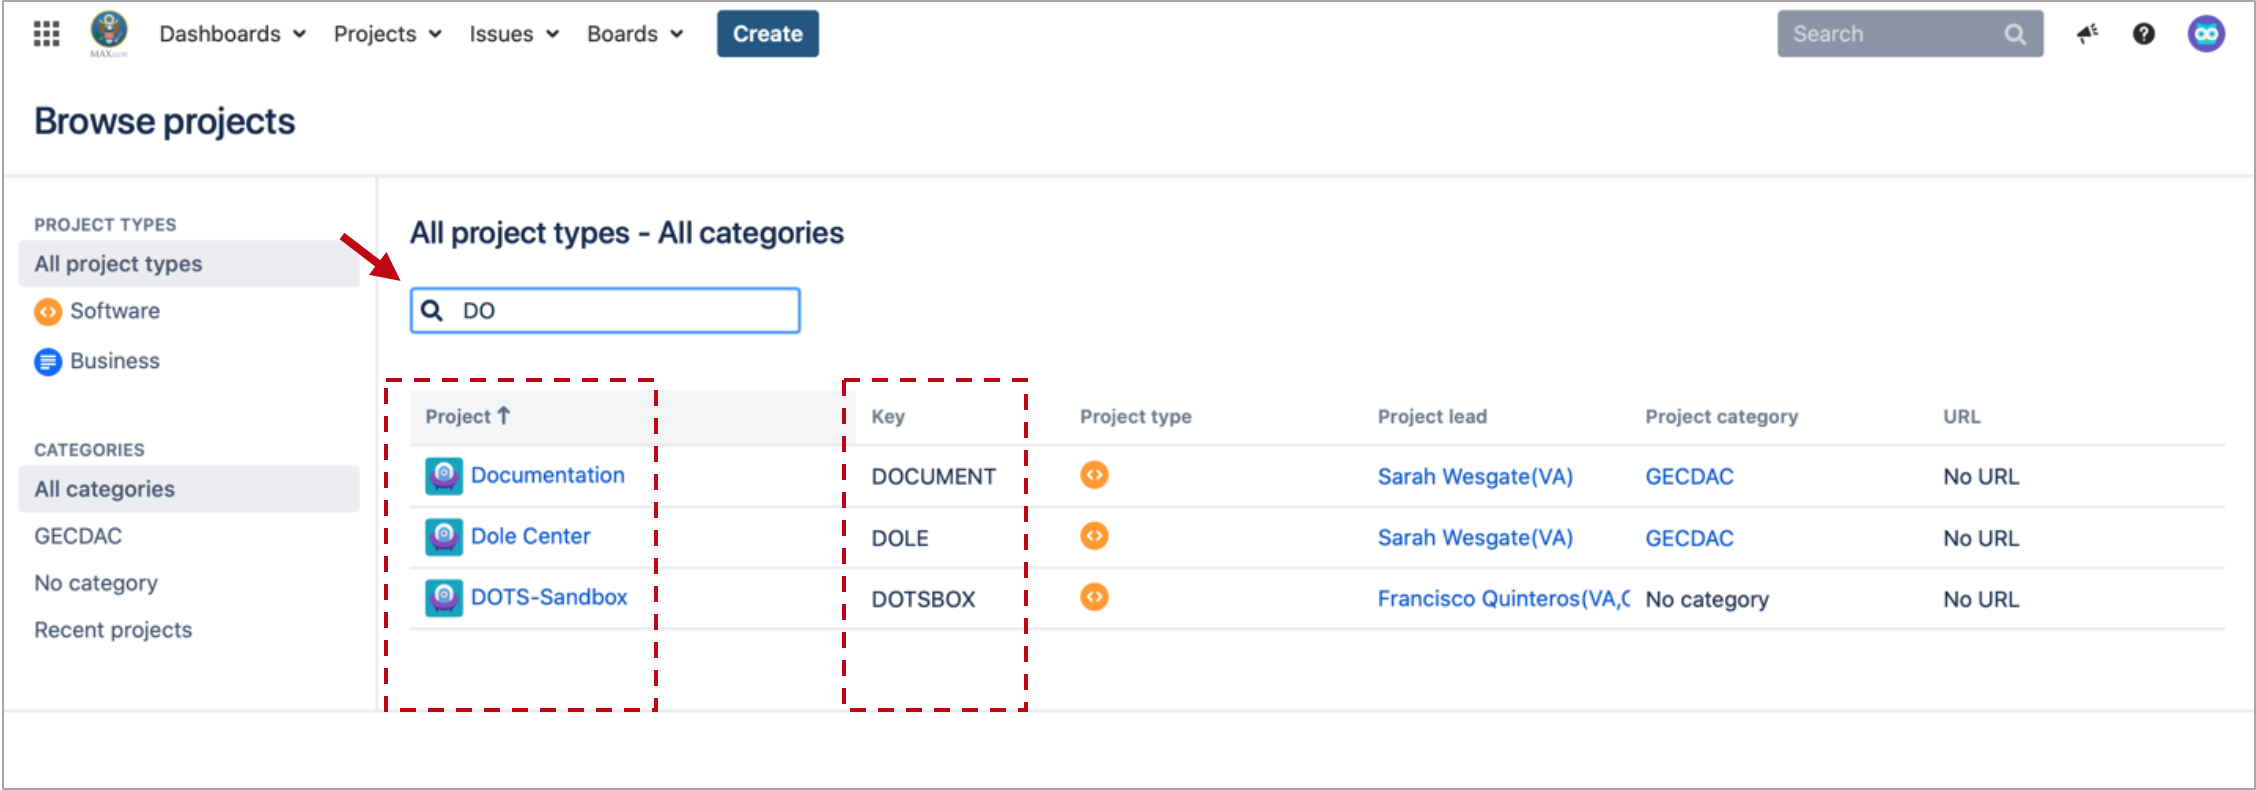 Dashboards Projects Issues Boards Create Search
MAX.GOV
Browse projects
PROJECT TYPES
All project types
Software
Business
CATEGORIES
All categories
GECDAC
No category
Recent projects
All project types - All categories
DO
Project ↑ Key Project type Project lead Project category URL
Documentation DOCUMENT Sarah Wesgate(VA) GECDAC No URL
Dole Center DOLE Sarah Wesgate(VA) GECDAC No URL
DOTS-Sandbox DOTSBOX Francisco Quinteros(VA,C No category No URL